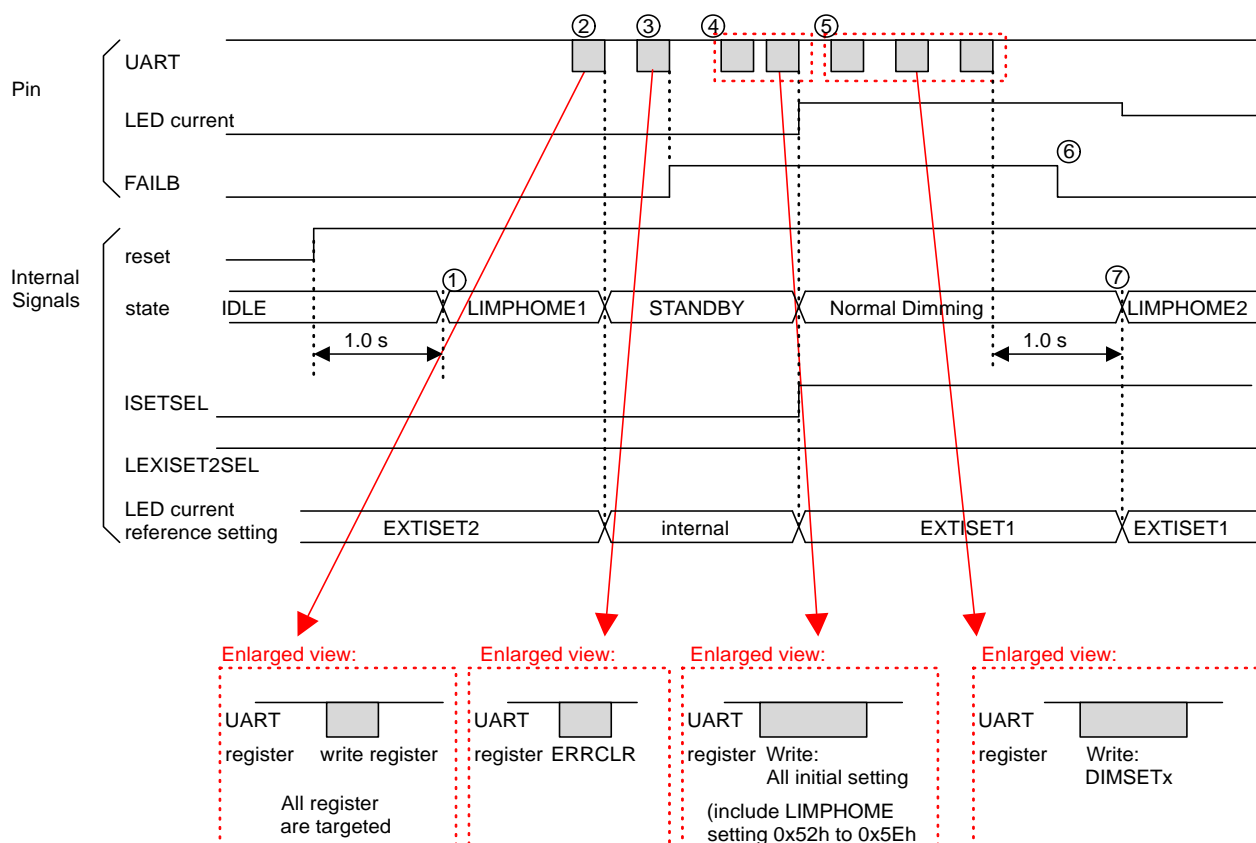 ② ③ ④ ⑤
UART
Pin
LED current
FAILB
⑥
reset
Internal
Signals
① ⑦
state IDLE LIMPHOME1 STANDBY Normal Dimming LIMPHOME2
1.0 s 1.0 s
ISETSEL
LEXISET2SEL
LED current
reference setting EXTISET2 internal EXTISET1 EXTISET1
Enlarged view: Enlarged view: Enlarged view: Enlarged view:
UART UART UART UART
register write register register ERRCLR register Write: register Write:
All initial setting DIMSETx
All register
are targeted
(include LIMPHOME
setting 0x52h to 0x5Eh